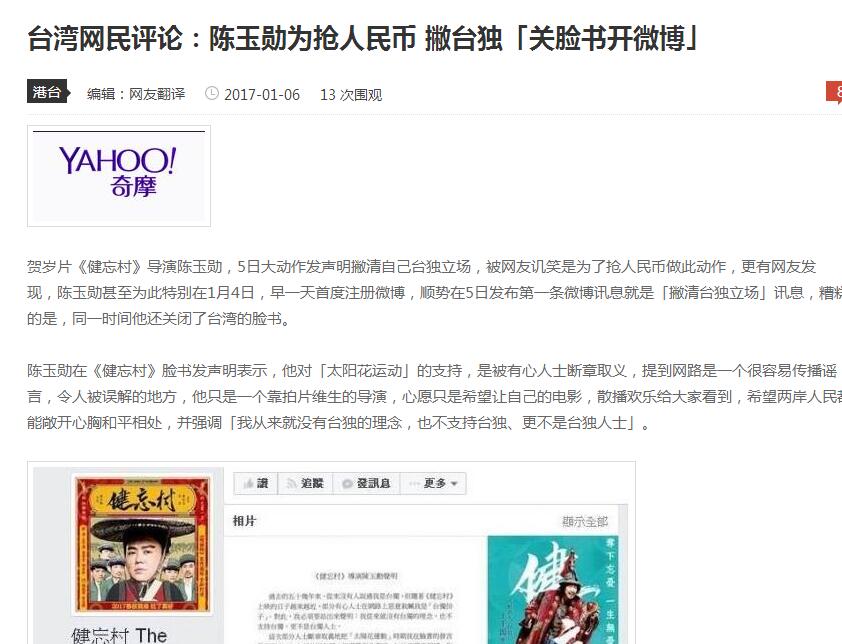 台湾网民评论：陈玉勋为抢人民币 撇台独「关脸书开微博」
港台 编辑：网友翻译 2017-01-06 13 次围观
YAHOO!
奇摩
贺岁片《健忘村》导演陈玉勋，5日大动作发声明撇清自己台独立场，被网友讥笑是为了抢人民币做此动作，更有网友发
现，陈玉勋甚至为此特别在1月4日，早一天首度注册微博，顺势在5日发布第一条微博讯息就是「撇清台独立场」讯息，糟糕
的是，同一时间他还关闭了台湾的脸书。
陈玉勋在《健忘村》脸书发声明表示，他对「太阳花运动」的支持，是被有心人士断章取义，提到网路是一个很容易传播谣
言，令人被误解的地方，他只是一个靠拍片维生的导演，心愿只是希望让自己的电影，散播欢乐给大家看到，希望两岸人民都
能敞开心胸和平相处，并强调「我从来就没有台独的理念，也不支持台独、更不是台独人士」。
讚 追蹤 發訊息 更多
健忘村
相片 顯示全部
《健忘村》導演陳玉勳聲明
健
奪下忘憂 一生無
健忘村 The